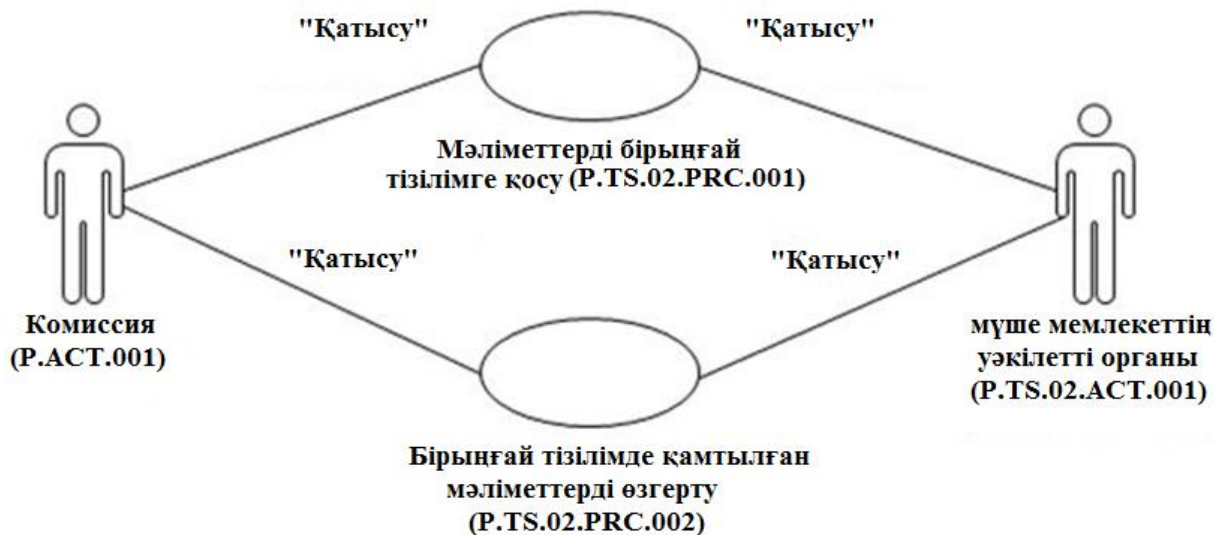 "Қатысу"
"Қатысу"
Мәліметтерді бірыңғай
тізілімге қосу (P.TS.02.PRC.001)
"Қатысу"
"Қатысу"
Комиссия
(P.ACT.001)
мүше мемлекеттің
уәкілетті органы
(P.TS.02.ACT.001)
Бірыңғай тізілімде қамтылған
мәліметтерді өзгерту
(P.TS.02.PRC.002)